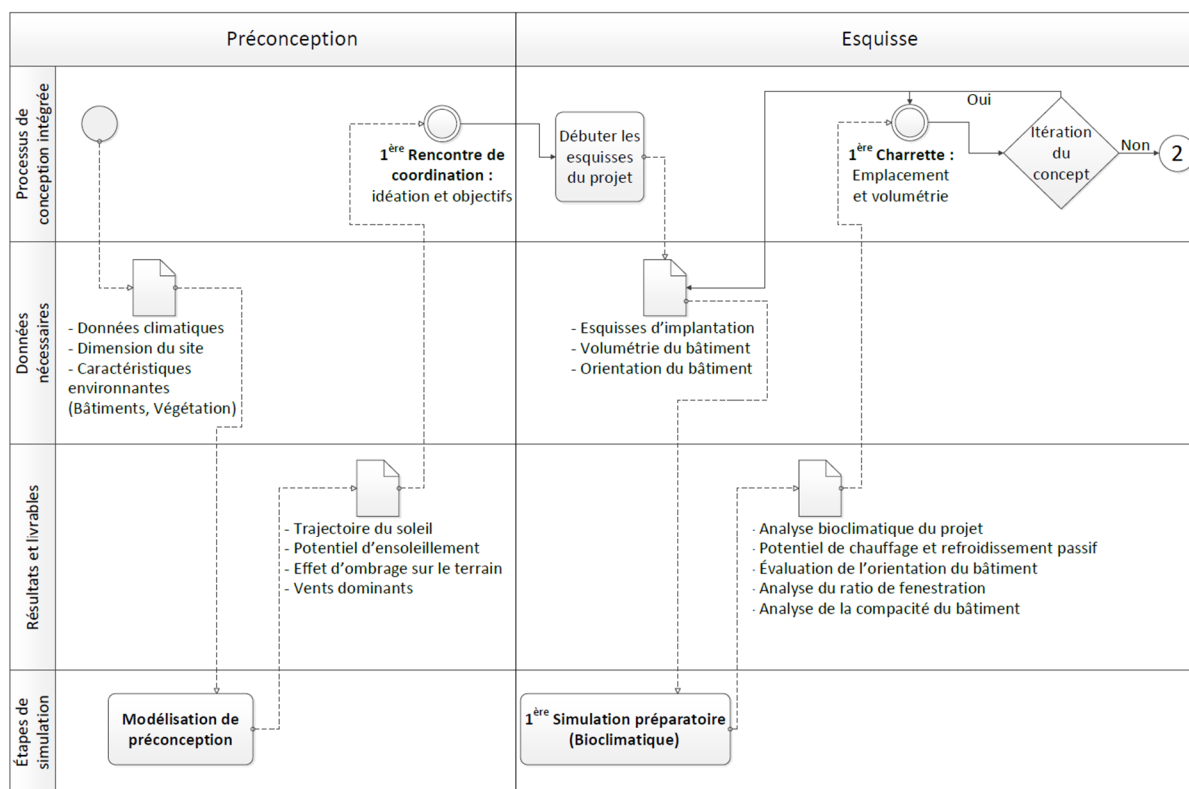 Préconception
Esquisse
Processus de
conception intégrée
1ère Rencontre de
coordination :
idéation et objectifs
Débuter les
esquisses
du projet
1ère Charrette :
Emplacement
et volumétrie
Oui
Itération
du
concept
Non
2
Données
nécessaires
- Données climatiques
- Dimension du site
- Caractéristiques
environnantes
(Bâtiments, Végétation)
- Esquisses d’implantation
- Volumétrie du bâtiment
- Orientation du bâtiment
Résultats et livrables
- Trajectoire du soleil
- Potentiel d’ensoleillement
- Effet d’ombrage sur le terrain
- Vents dominants
· Analyse bioclimatique du projet
· Potentiel de chauffage et refroidissement passif
· Évaluation de l’orientation du bâtiment
· Analyse du ratio de fenestration
· Analyse de la compacité du bâtiment
Étapes de
simulation
Modélisation de
préconception
1ère Simulation préparatoire
(Bioclimatique)